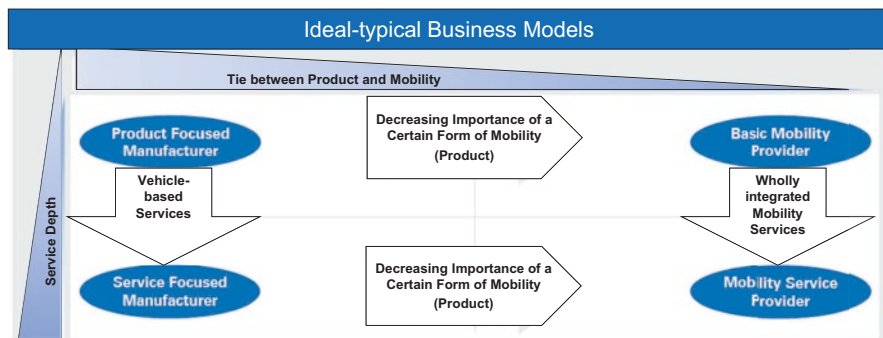 Ideal-typical Business Models
Tie between Product and Mobility
Service Depth
Product Focused
Manufacturer
Decreasing Importance of a
Certain Form of Mobility
(Product)
Basic Mobility
Provider
Vehicle-
based
Services
Wholly
integrated
Mobility
Services
Service Focused
Manufacturer
Decreasing Importance of a
Certain Form of Mobility
(Product)
Mobility Service
Provider